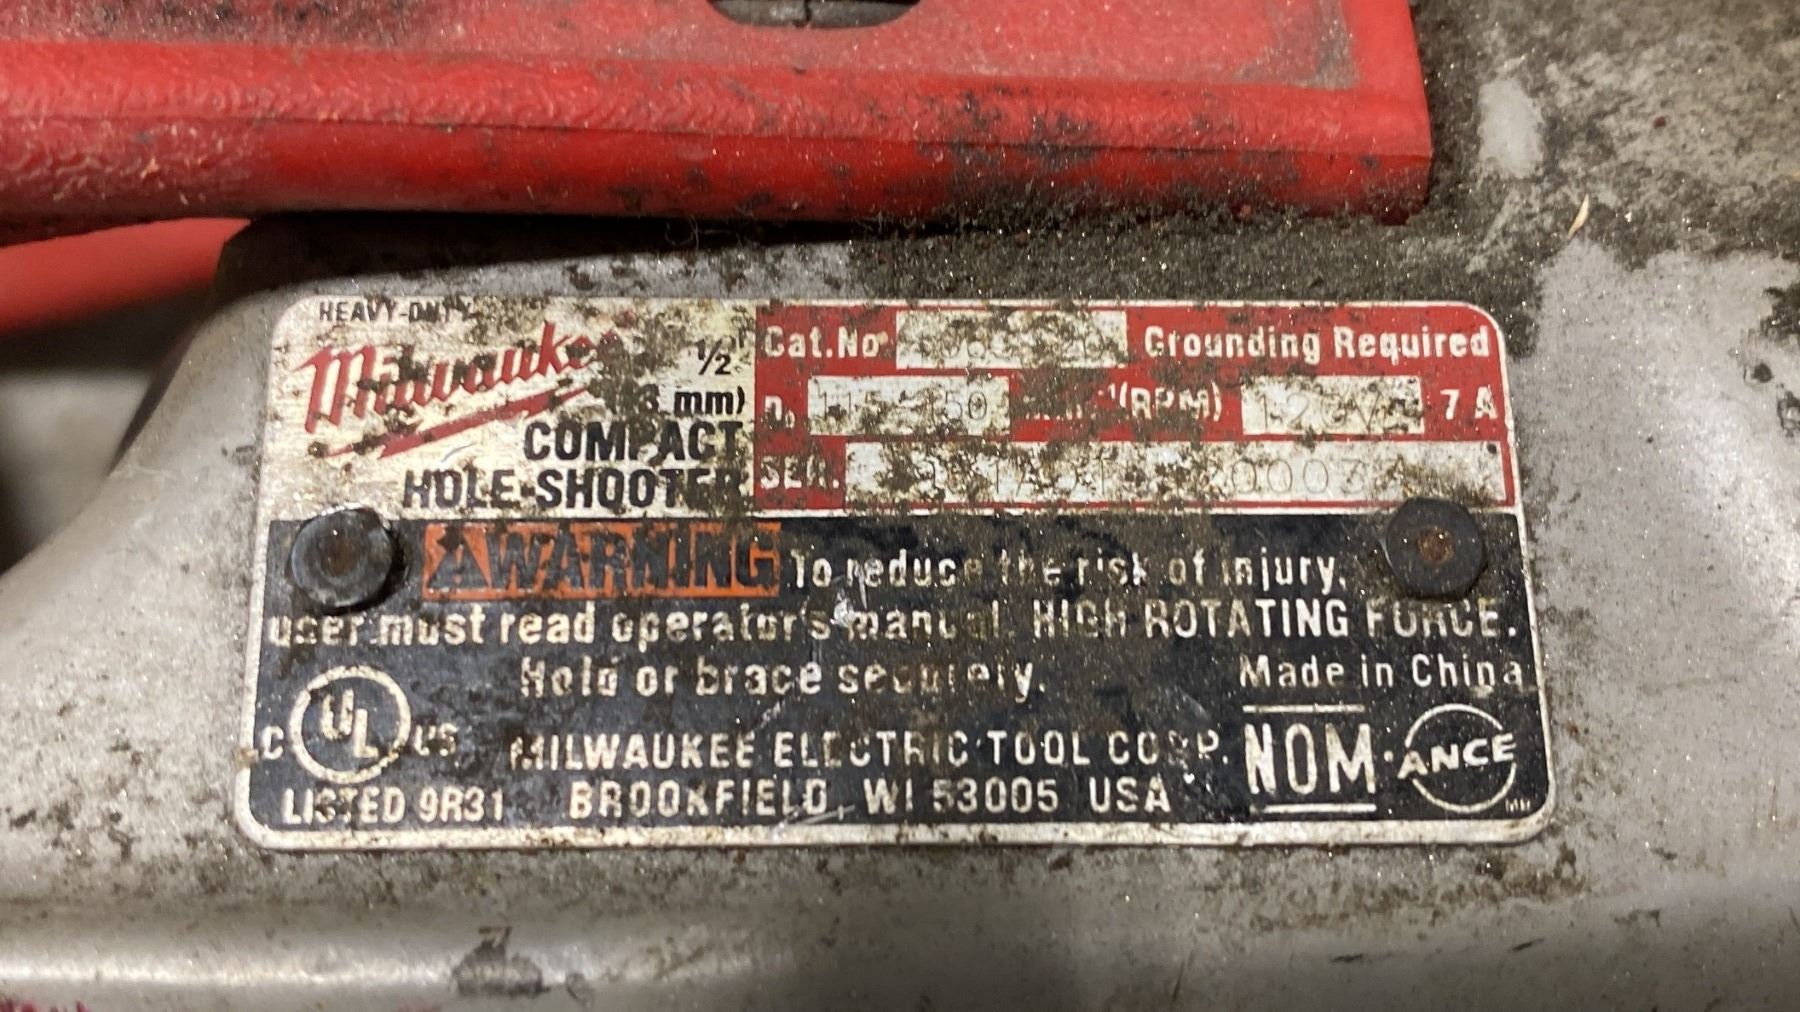 HEAVY-DUTY
Milwaukee
1/2"
mm)
COMPACT
HOLE-SHOOTER
Cat.No Grounding Required
n₀ (RPM) 7 A
SER.
WARNING To reduce the risk of injury,
user must read operator's manual. HIGH ROTATING FORCE.
Hold or brace securely.
Made in China
C UL US
MILWAUKEE ELECTRIC TOOL CORP.
NOM·ANCE
LISTED 9R31
BROOKFIELD, WI 53005 USA